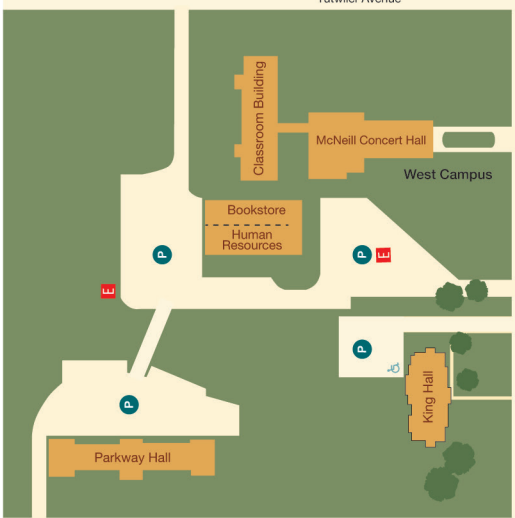 Classroom Building
McNeill Concert Hall
West Campus
Bookstore
Human
Resources
P
P
E
E
P
P
King Hall
Parkway Hall